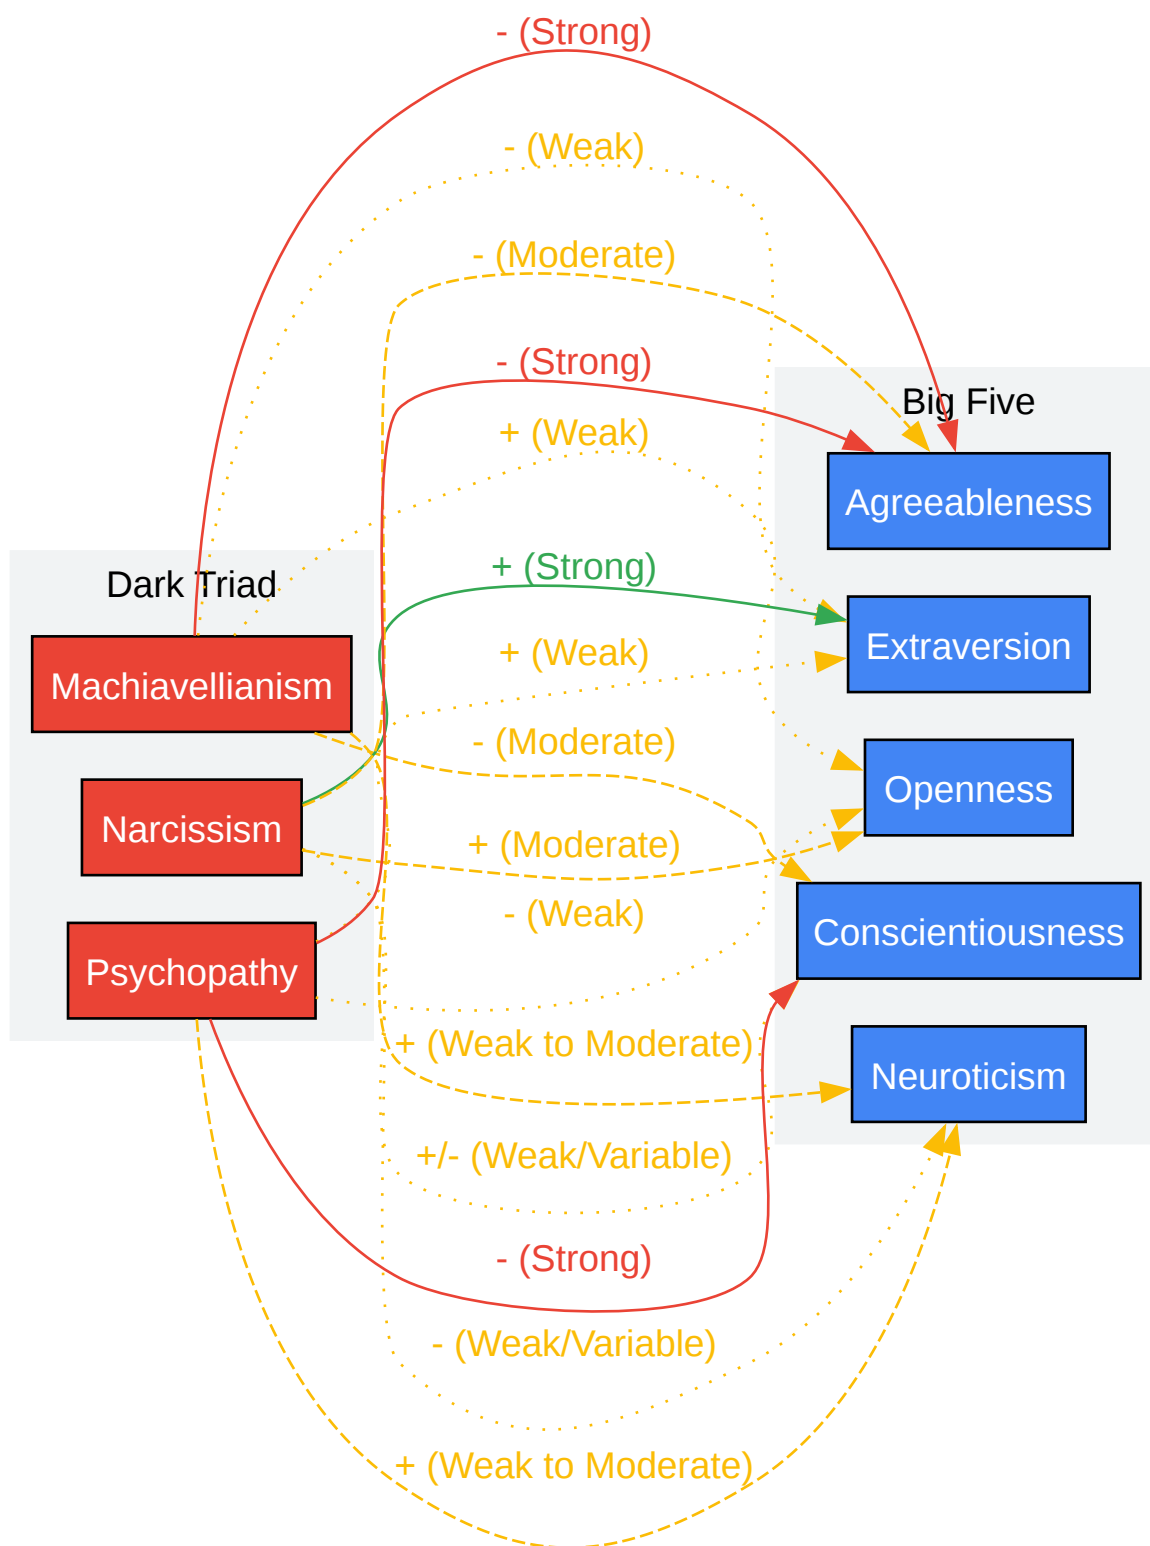 - (Strong)
- (Weak)
- (Moderate)
- (Strong)
Big Five
+ (Weak)
Agreeableness
+ (Strong)
Dark Triad
Extraversion
+ (Weak)
Machiavellianism
- (Moderate)
Openness
Narcissism
+ (Moderate)
- (Weak)
Conscientiousness
Psychopathy
+ (Weak to Moderate)
Neuroticism
+/- (Weak/Variable)
- (Strong)
- (Weak/Variable)
+ (Weak to Moderate)